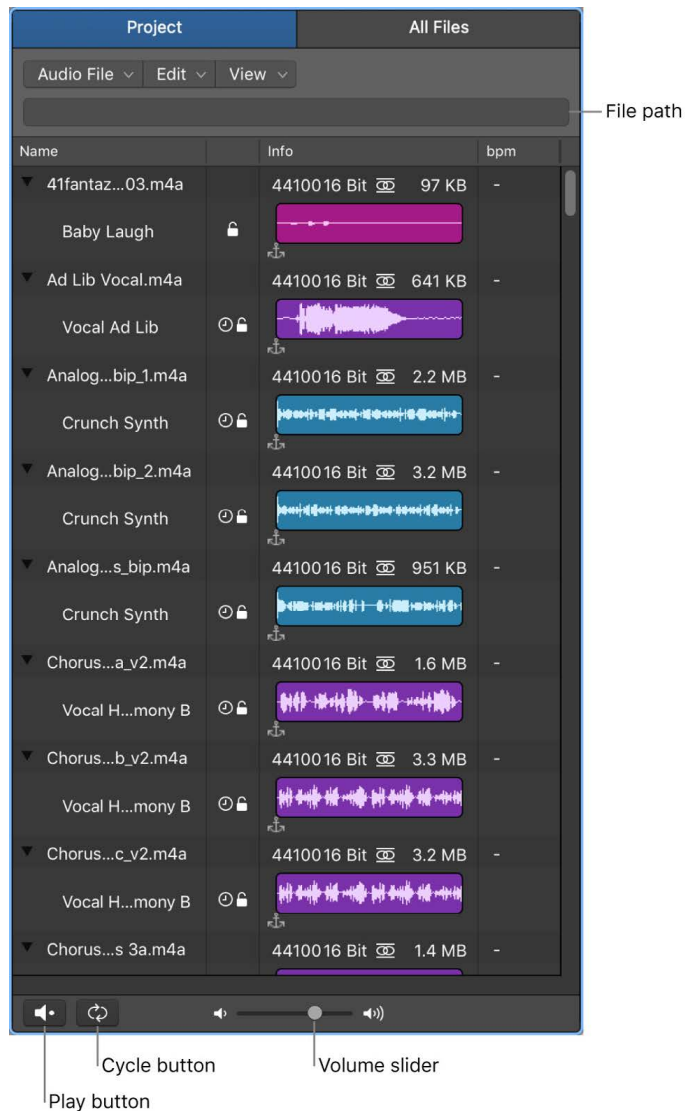 Project All Files
Audio File Edit View
File path
Name Info bpm
41fantaz...03.m4a 4410016 Bit 97 KB -
Baby Laugh
Ad Lib Vocal.m4a 4410016 Bit 641 KB -
Vocal Ad Lib
Analog...bip_1.m4a 4410016 Bit 2.2 MB -
Crunch Synth
Analog...bip_2.m4a 4410016 Bit 3.2 MB -
Crunch Synth
Analog...s_bip.m4a 4410016 Bit 951 KB -
Crunch Synth
Chorus...a_v2.m4a 4410016 Bit 1.6 MB -
Vocal H...mony B
Chorus...b_v2.m4a 4410016 Bit 3.3 MB -
Vocal H...mony B
Chorus...c_v2.m4a 4410016 Bit 3.2 MB -
Vocal H...mony B
Chorus...s 3a.m4a 4410016 Bit 1.4 MB -
Cycle button Volume slider
Play button